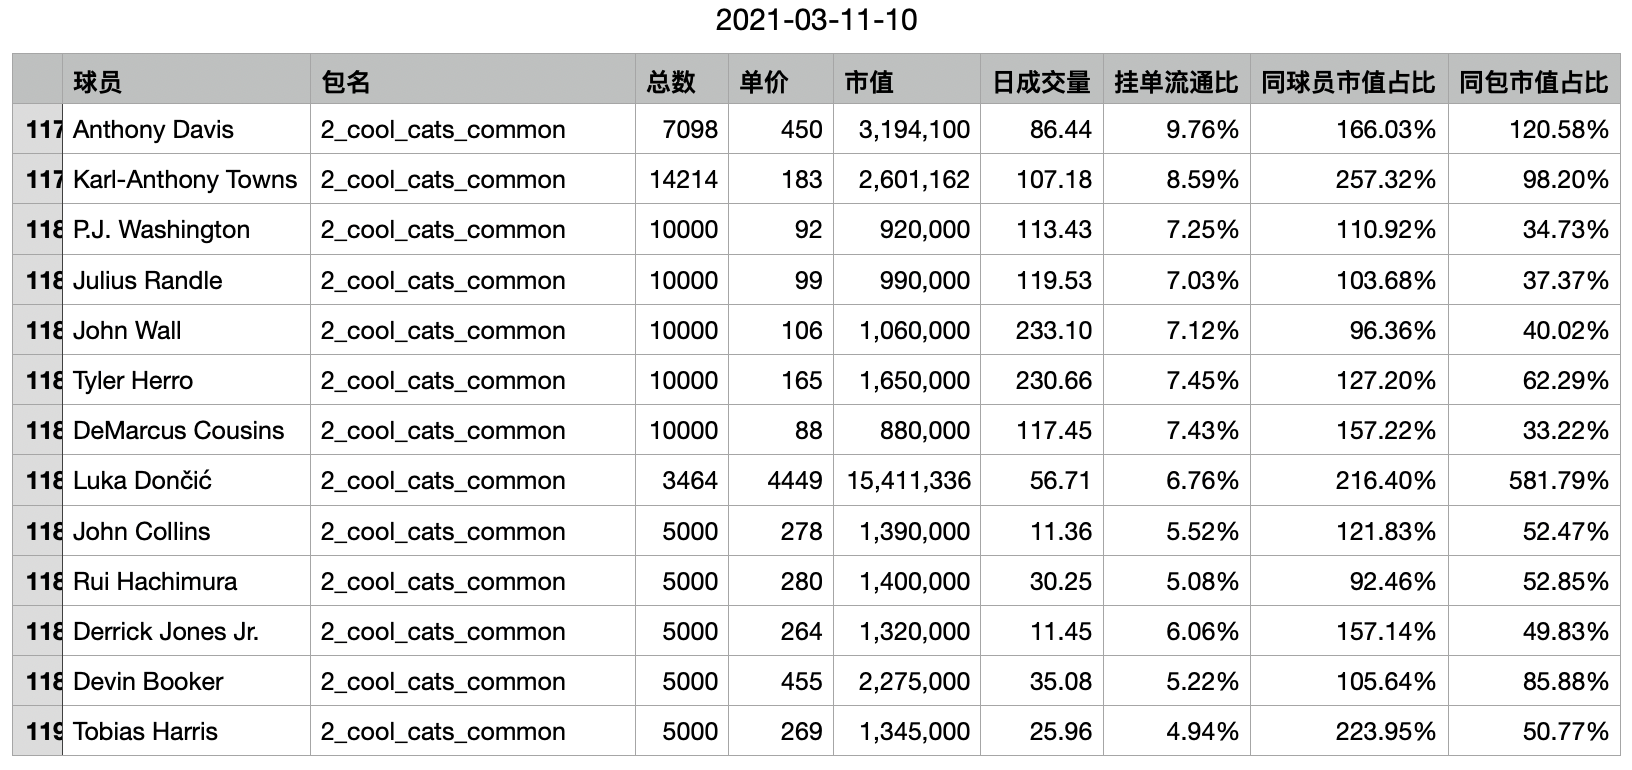 2021-03-11-10
球员 包名 总数 单价 市值 日成交量 挂单流通比 同球员市值占比 同包市值占比
117 Anthony Davis 2_cool_cats_common 7098 450 3,194,100 86.44 9.76% 166.03% 120.58%
117 Karl-Anthony Towns 2_cool_cats_common 14214 183 2,601,162 107.18 8.59% 257.32% 98.20%
118 P.J. Washington 2_cool_cats_common 10000 92 920,000 113.43 7.25% 110.92% 34.73%
118 Julius Randle 2_cool_cats_common 10000 99 990,000 119.53 7.03% 103.68% 37.37%
118 John Wall 2_cool_cats_common 10000 106 1,060,000 233.10 7.12% 96.36% 40.02%
118 Tyler Herro 2_cool_cats_common 10000 165 1,650,000 230.66 7.45% 127.20% 62.29%
118 DeMarcus Cousins 2_cool_cats_common 10000 88 880,000 117.45 7.43% 157.22% 33.22%
118 Luka Dončić 2_cool_cats_common 3464 4449 15,411,336 56.71 6.76% 216.40% 581.79%
118 John Collins 2_cool_cats_common 5000 278 1,390,000 11.36 5.52% 121.83% 52.47%
118 Rui Hachimura 2_cool_cats_common 5000 280 1,400,000 30.25 5.08% 92.46% 52.85%
118 Derrick Jones Jr. 2_cool_cats_common 5000 264 1,320,000 11.45 6.06% 157.14% 49.83%
118 Devin Booker 2_cool_cats_common 5000 455 2,275,000 35.08 5.22% 105.64% 85.88%
119 Tobias Harris 2_cool_cats_common 5000 269 1,345,000 25.96 4.94% 223.95% 50.77%